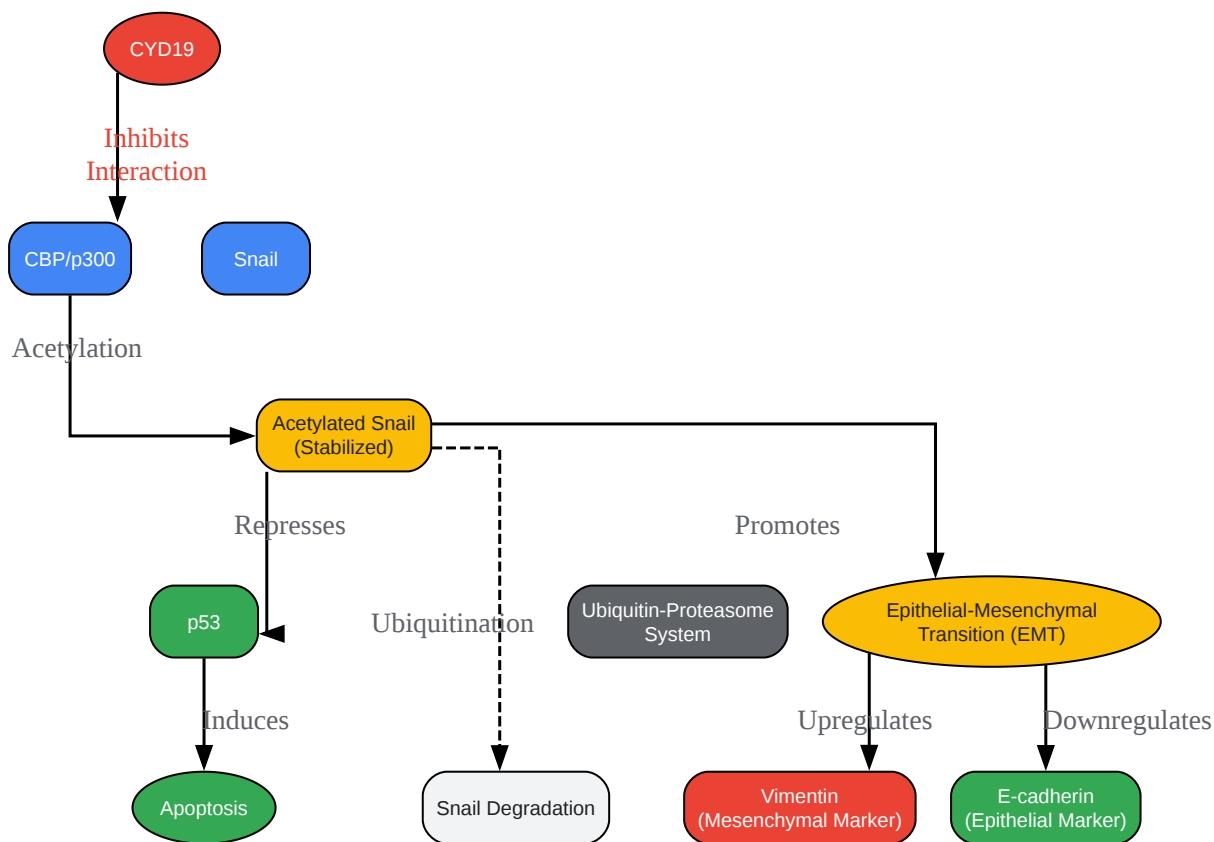 CYD19
Inhibits
Interaction
CBP/p300
Snail
Acetylation
Acetylated Snail
(Stabilized)
Represses
Promotes
p53
Ubiquitination
Ubiquitin-Proteasome
System
Epithelial-Mesenchymal
Transition (EMT)
Induces
Upregulates
Downregulates
Apoptosis
Snail Degradation
Vimentin
(Mesenchymal Marker)
E-cadherin
(Epithelial Marker)